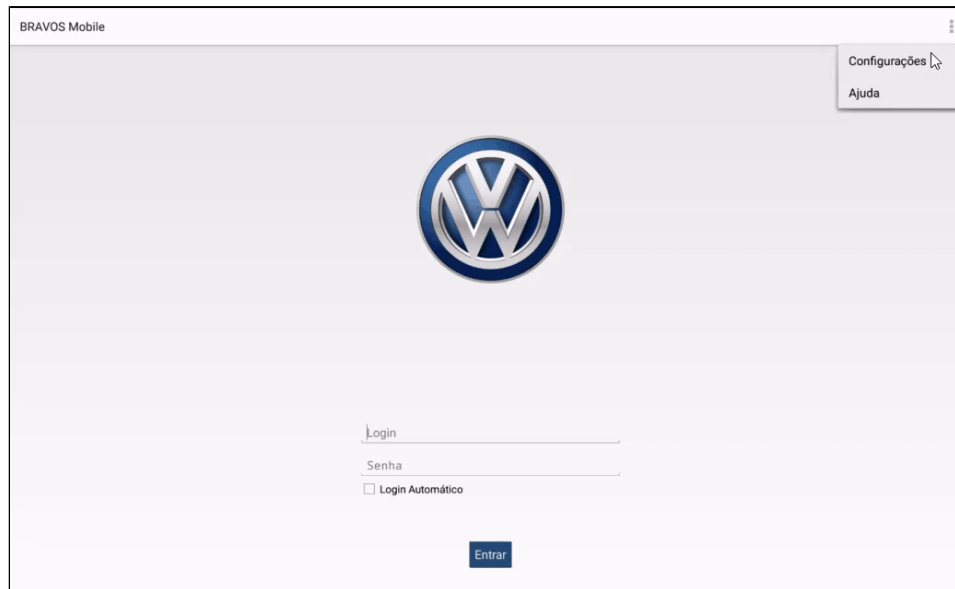 BRAVOS Mobile
Configurações
Ajuda
Login
Senha
Login Automático
Entrar